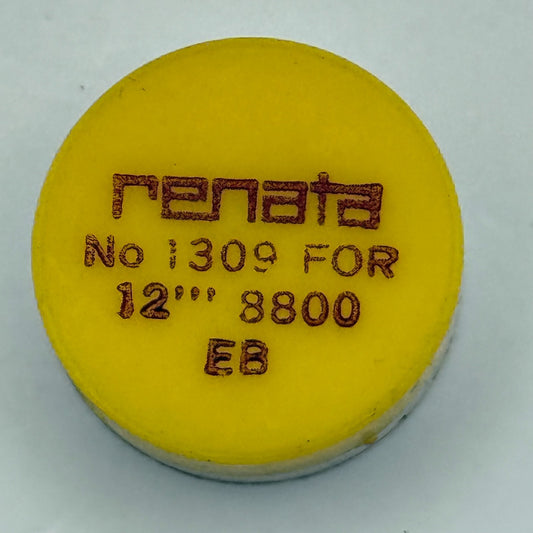 renata
No 1309 FOR
12''' 8800
EB